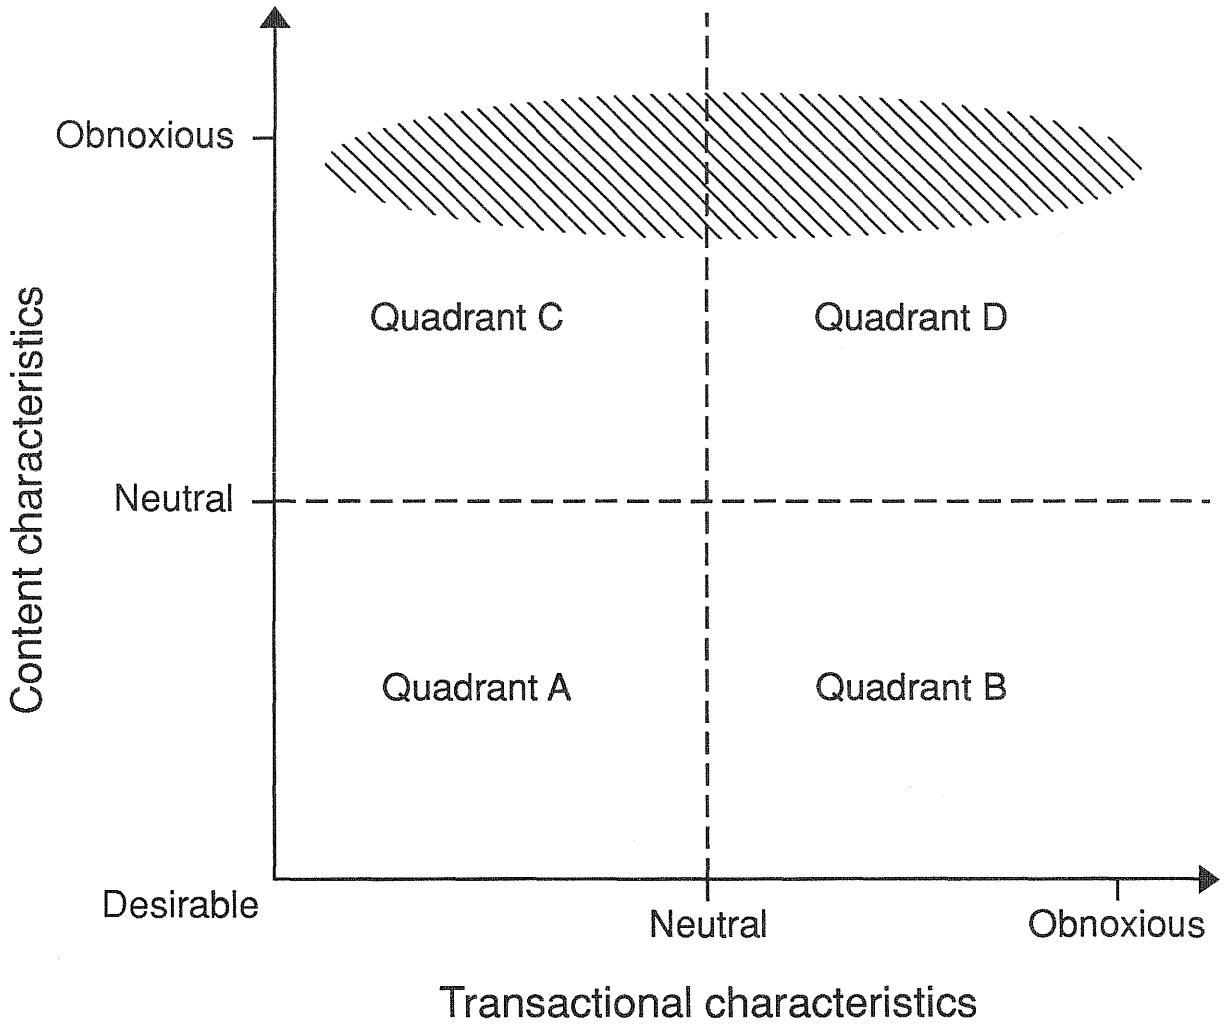 Obnoxious
Content characteristics
Quadrant C
Quadrant D
Neutral
Quadrant A
Quadrant B
Desirable
Neutral
Obnoxious
Transactional characteristics